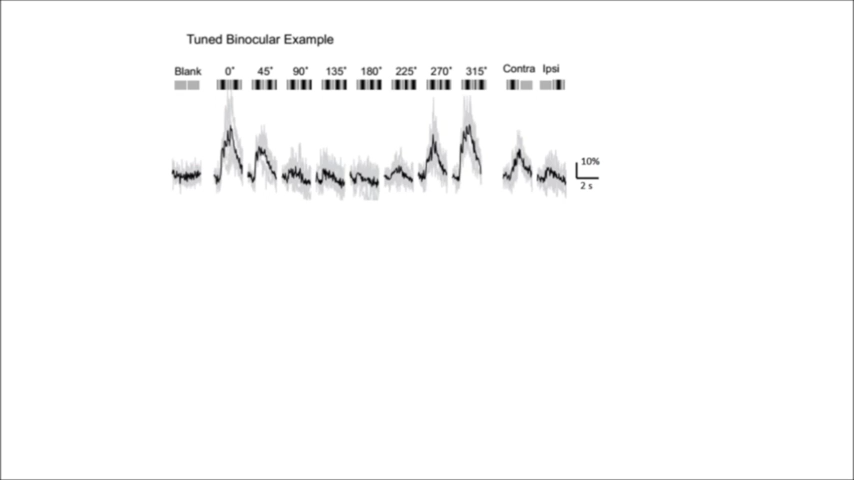 Tuned Binocular Example
Blank 0° 45° 90° 135° 180° 225° 270° 315° Contra Ipsi
10%
2 s